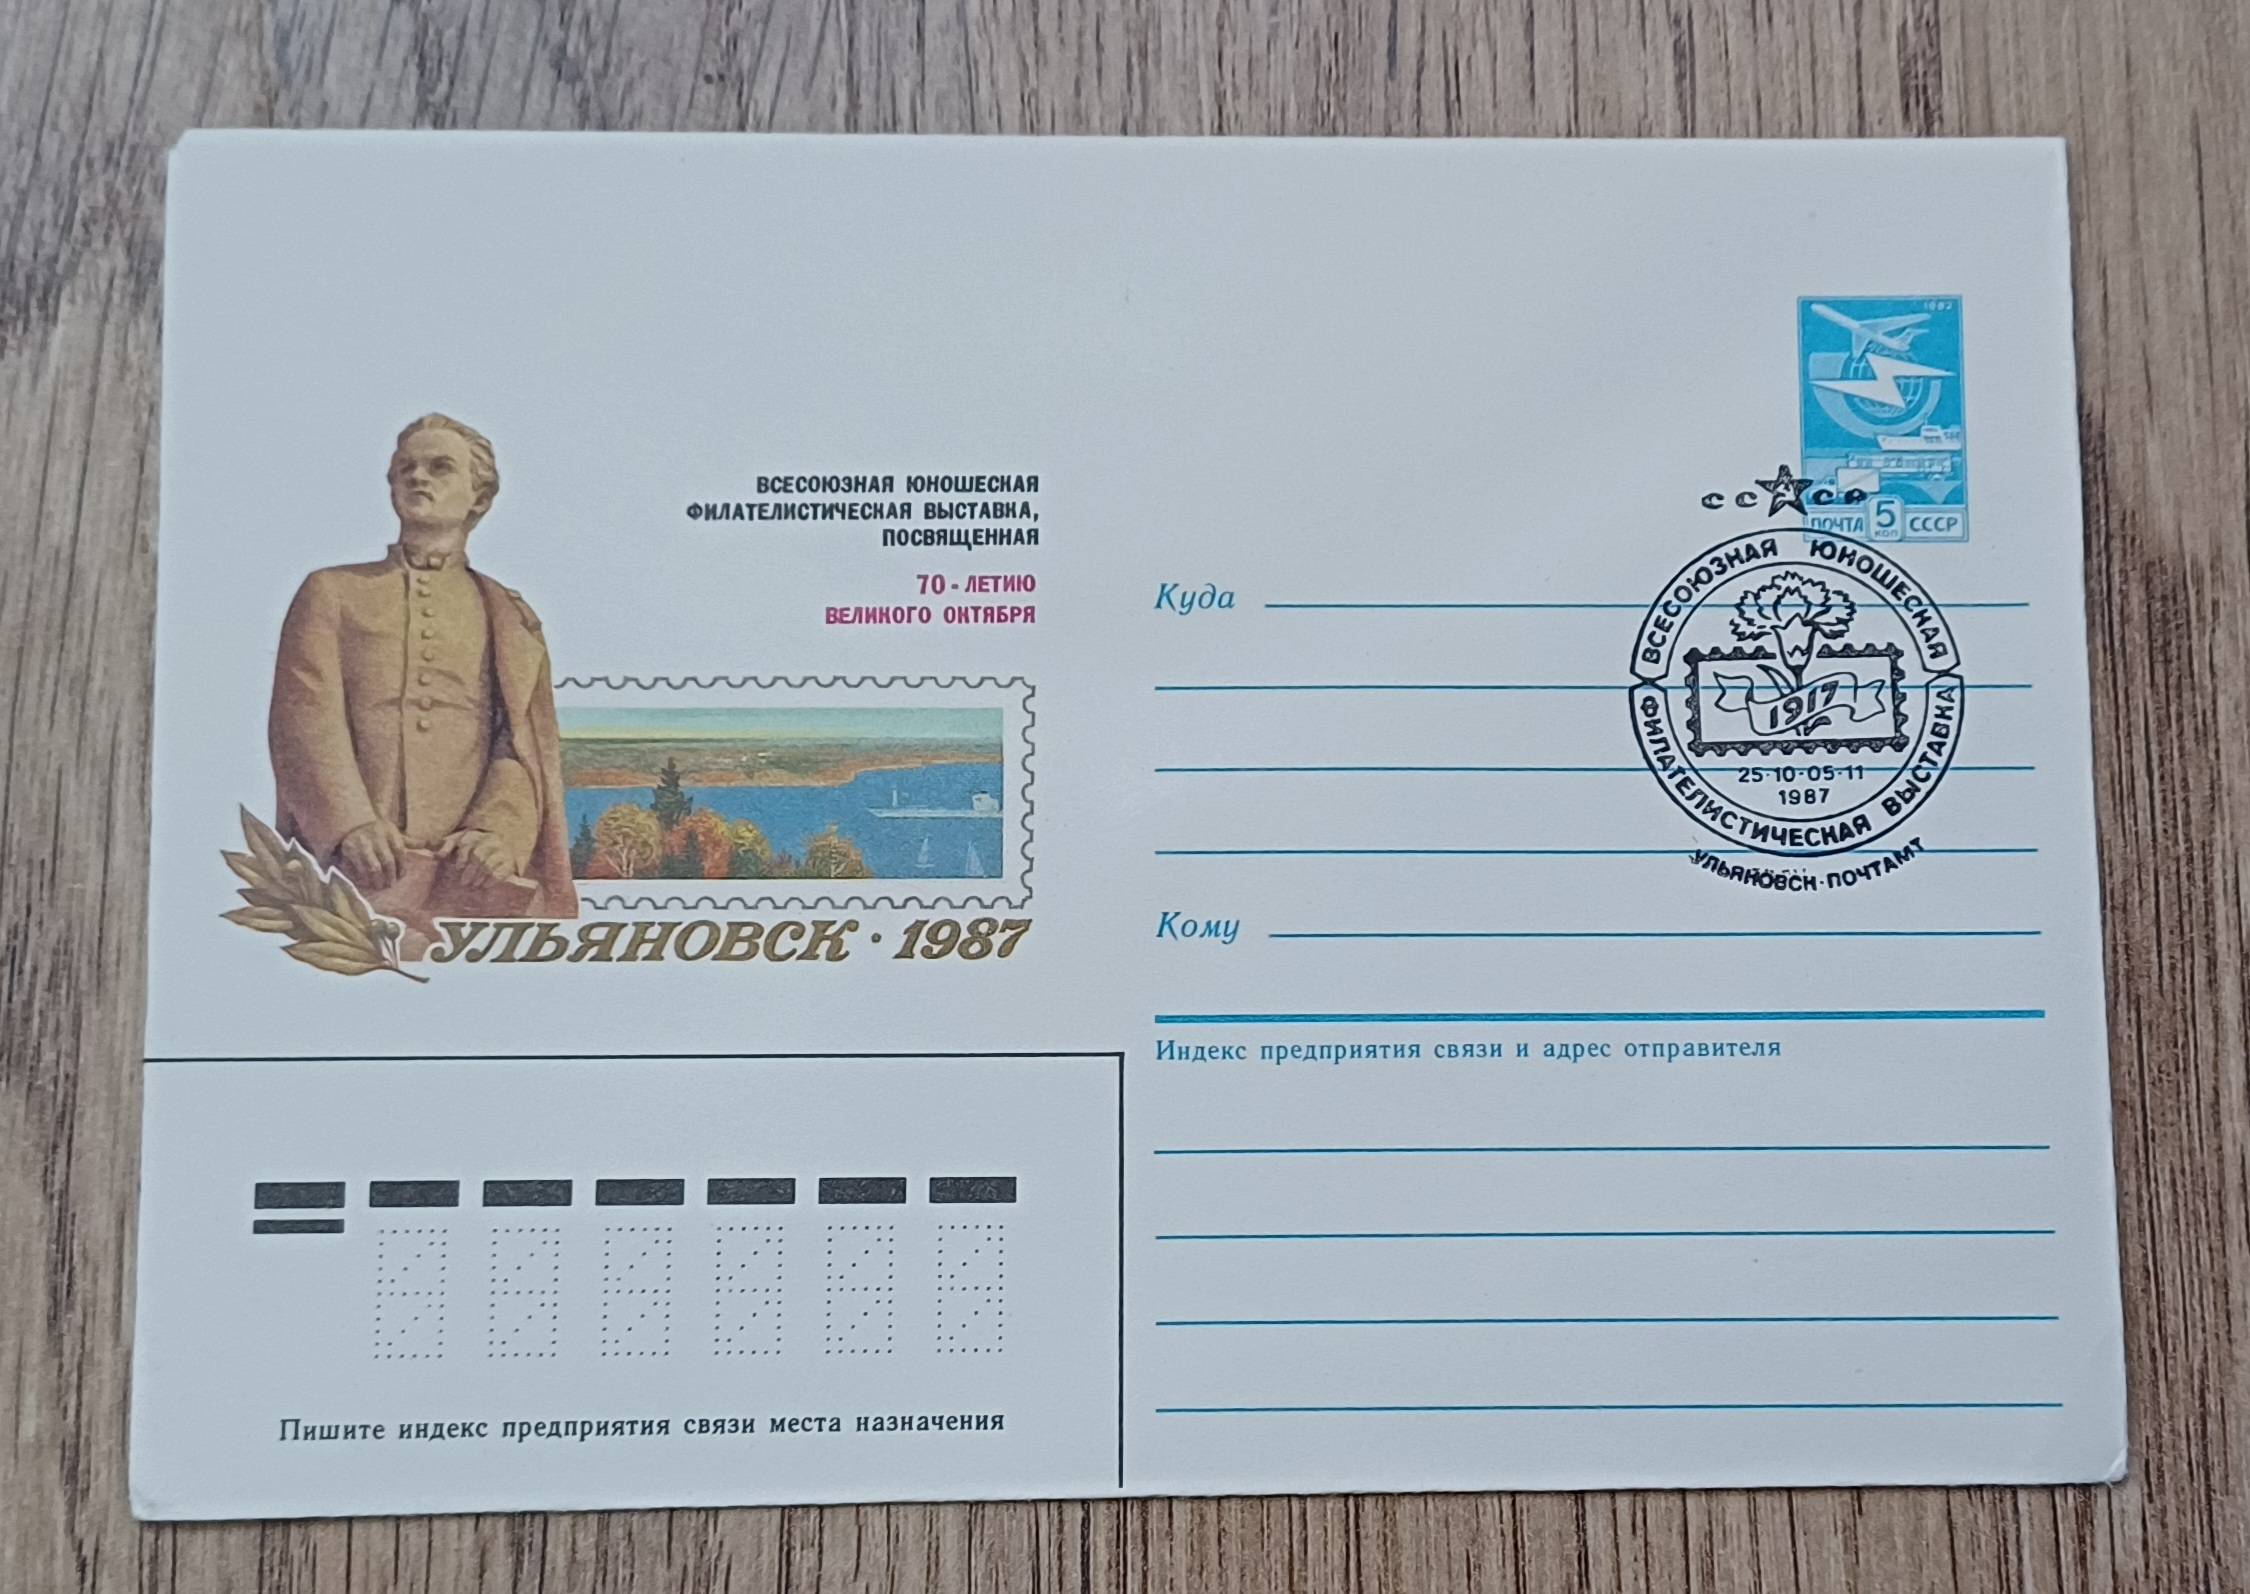 1982
ПОЧТА 5 КОП СССР
СССР
ВСЕСОЮЗНАЯ ЮНОШЕСКАЯ
ФИЛАТЕЛИСТИЧЕСКАЯ ВЫСТАВКА,
ПОСВЯЩЕННАЯ
70-ЛЕТИЮ
ВЕЛИКОГО ОКТЯБРЯ
УЛЬЯНОВСК · 1987
Куда
ВСЕСОЮЗНАЯ ЮНОШЕСКАЯ
1917
25·10-05·11
1987
ФИЛАТЕЛИСТИЧЕСКАЯ ВЫСТАВКА
УЛЬЯНОВСК·ПОЧТАМТ
Кому
Индекс предприятия связи и адрес отправителя
Пишите индекс предприятия связи места назначения